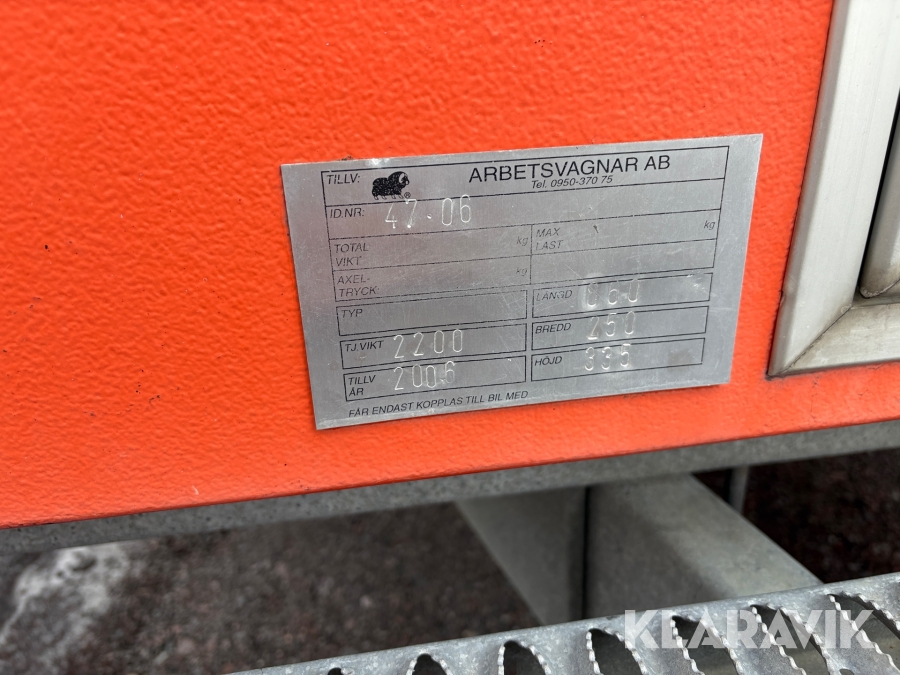 TILLV: ® ARBETSVAGNAR AB
Tel. 0950-370 75
ID.NR: 47-06
TOTAL VIKT kg MAX LAST kg
AXEL-TRYCK: kg
TYP LÄNGD
TJ.VIKT 2200 BREDD 250
TILLV ÅR 2006 HÖJD 335
FÅR ENDAST KOPPLAS TILL BIL MED
KLARAVIK